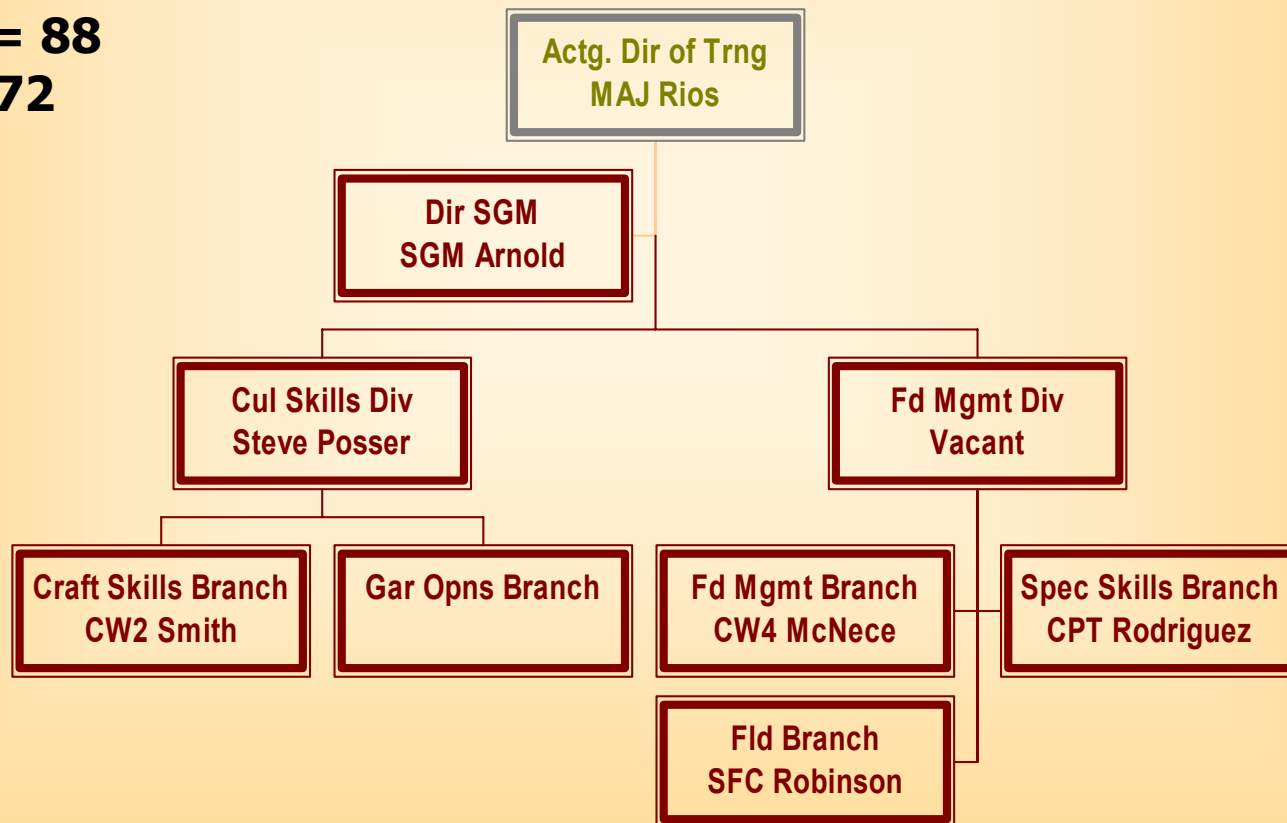 = 88
72
Actg. Dir of Trng
MAJ Rios
Dir SGM
SGM Arnold
Cul Skills Div
Steve Posser
Fd Mgmt Div
Vacant
Craft Skills Branch
CW2 Smith
Gar Opns Branch
Fd Mgmt Branch
CW4 McNece
Spec Skills Branch
CPT Rodriguez
Fld Branch
SFC Robinson